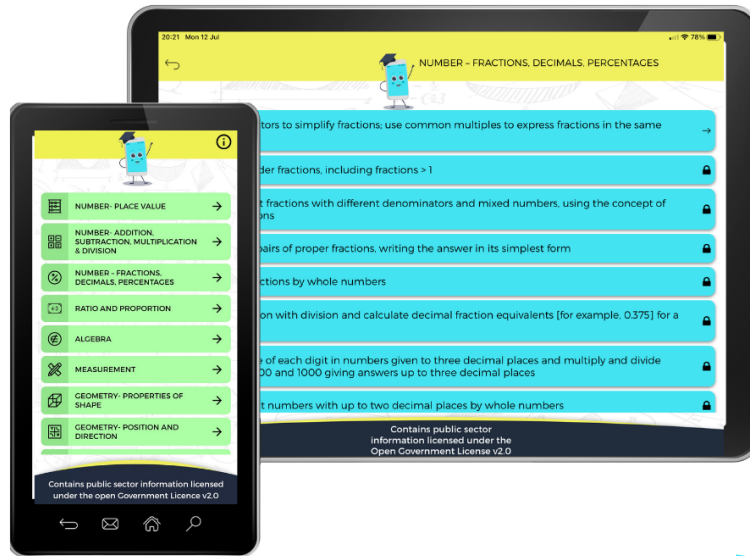 20:21 Mon 12 Jul
78%
NUMBER – FRACTIONS, DECIMALS, PERCENTAGES
tors to simplify fractions; use common multiples to express fractions in the same
der fractions, including fractions > 1
t fractions with different denominators and mixed numbers, using the concept of
ons
pairs of proper fractions, writing the answer in its simplest form
ctions by whole numbers
on with division and calculate decimal fraction equivalents [for example, 0.375] for a
e of each digit in numbers given to three decimal places and multiply and divide
00 and 1000 giving answers up to three decimal places
t numbers with up to two decimal places by whole numbers
Contains public sector
information licensed under the
Open Government License v2.0
NUMBER- PLACE VALUE
NUMBER- ADDITION,
SUBTRACTION, MULTIPLICATION
& DIVISION
NUMBER – FRACTIONS,
DECIMALS, PERCENTAGES
RATIO AND PROPORTION
ALGEBRA
MEASUREMENT
GEOMETRY- PROPERTIES OF
SHAPE
GEOMETRY- POSITION AND
DIRECTION
Contains public sector information licensed
under the open Government Licence v2.0